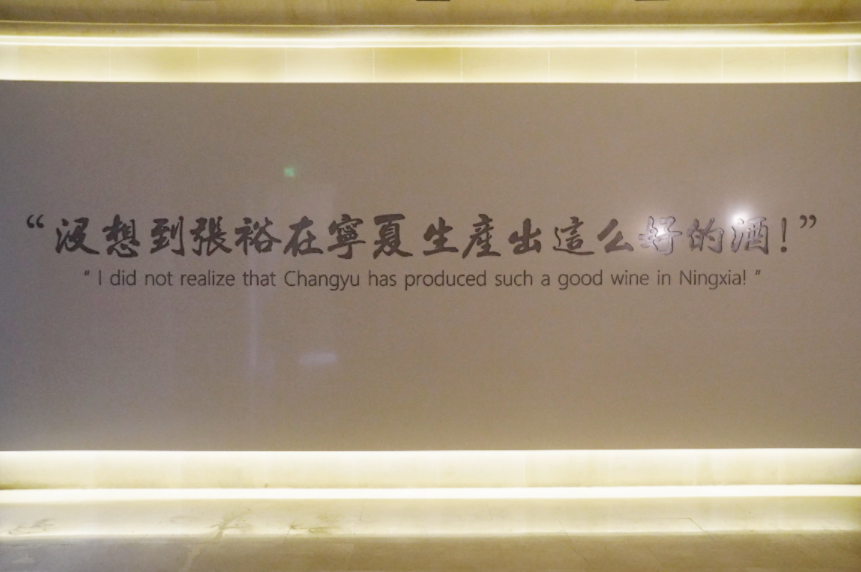 “没想到張裕在寧夏生産出這么好的酒！”
“ I did not realize that Changyu has produced such a good wine in Ningxia! ”